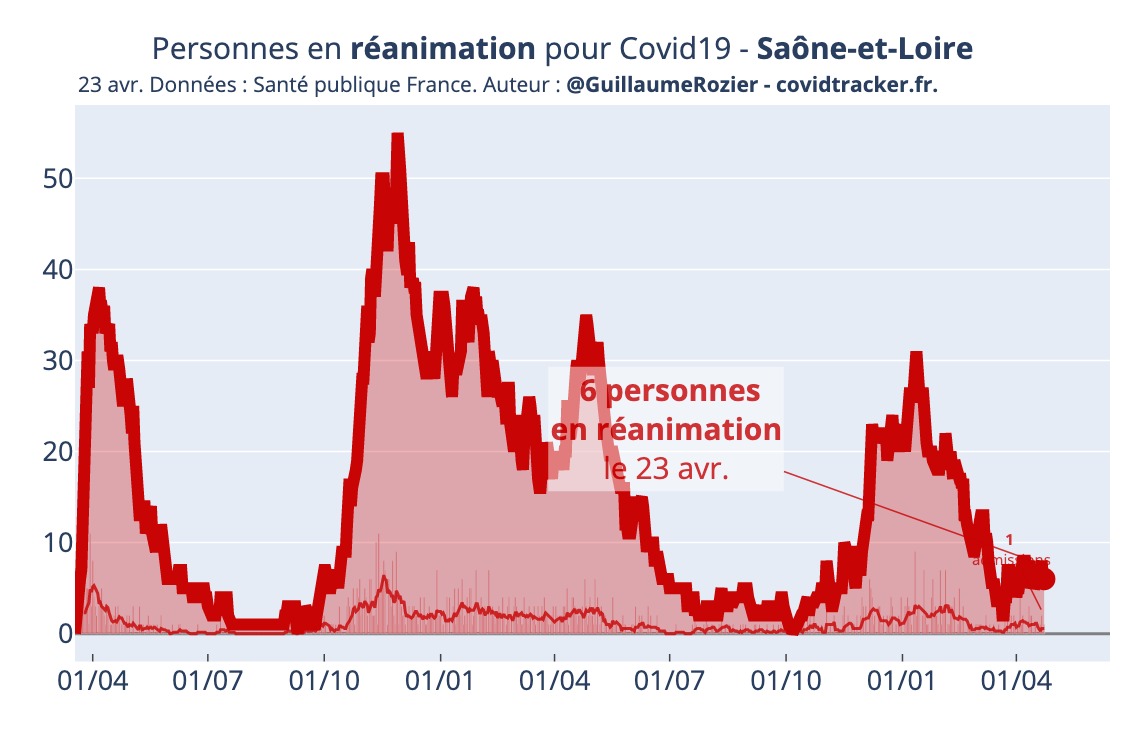 Personnes en réanimation pour Covid19 - Saône-et-Loire
23 avr. Données : Santé publique France. Auteur : @GuillaumeRozier - covidtracker.fr.
50
40
30
20
10
0
6 personnes
en réanimation
le 23 avr.
1
admissions
01/04 01/07 01/10 01/01 01/04 01/07 01/10 01/01 01/04